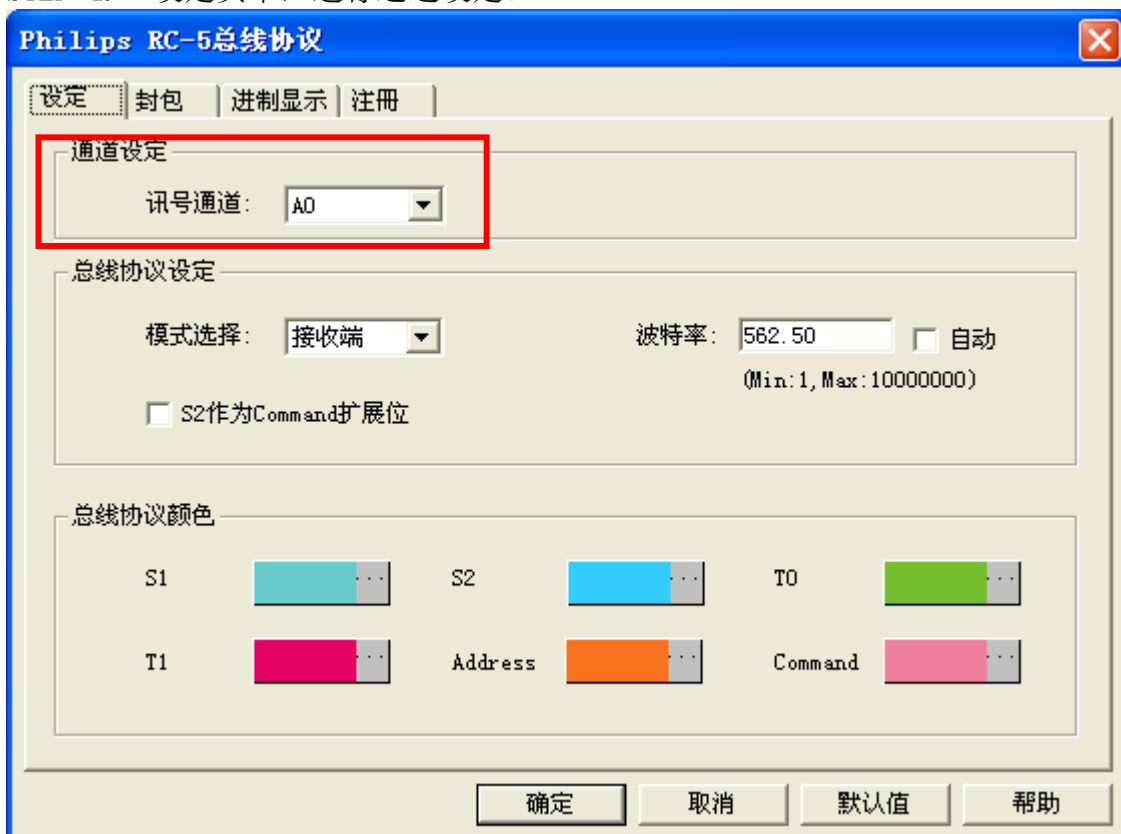 Philips RC-5总线协议
设定 封包 进制显示 注册
通道设定
讯号通道: A0
总线协议设定
模式选择: 接收端 波特率: 562.50 自动
(Min:1,Max:10000000)
S2作为Command扩展位
总线协议颜色
S1 ... S2 ... T0 ...
T1 ... Address ... Command ...
确定 取消 默认值 帮助